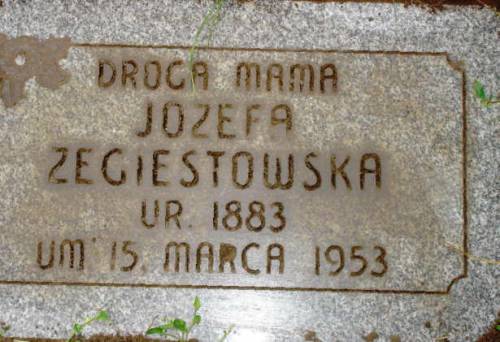 DROGA MAMA
JOZEFA
ZEGIESTOWSKA
UR. 1883
UM 15. MARCA 1953